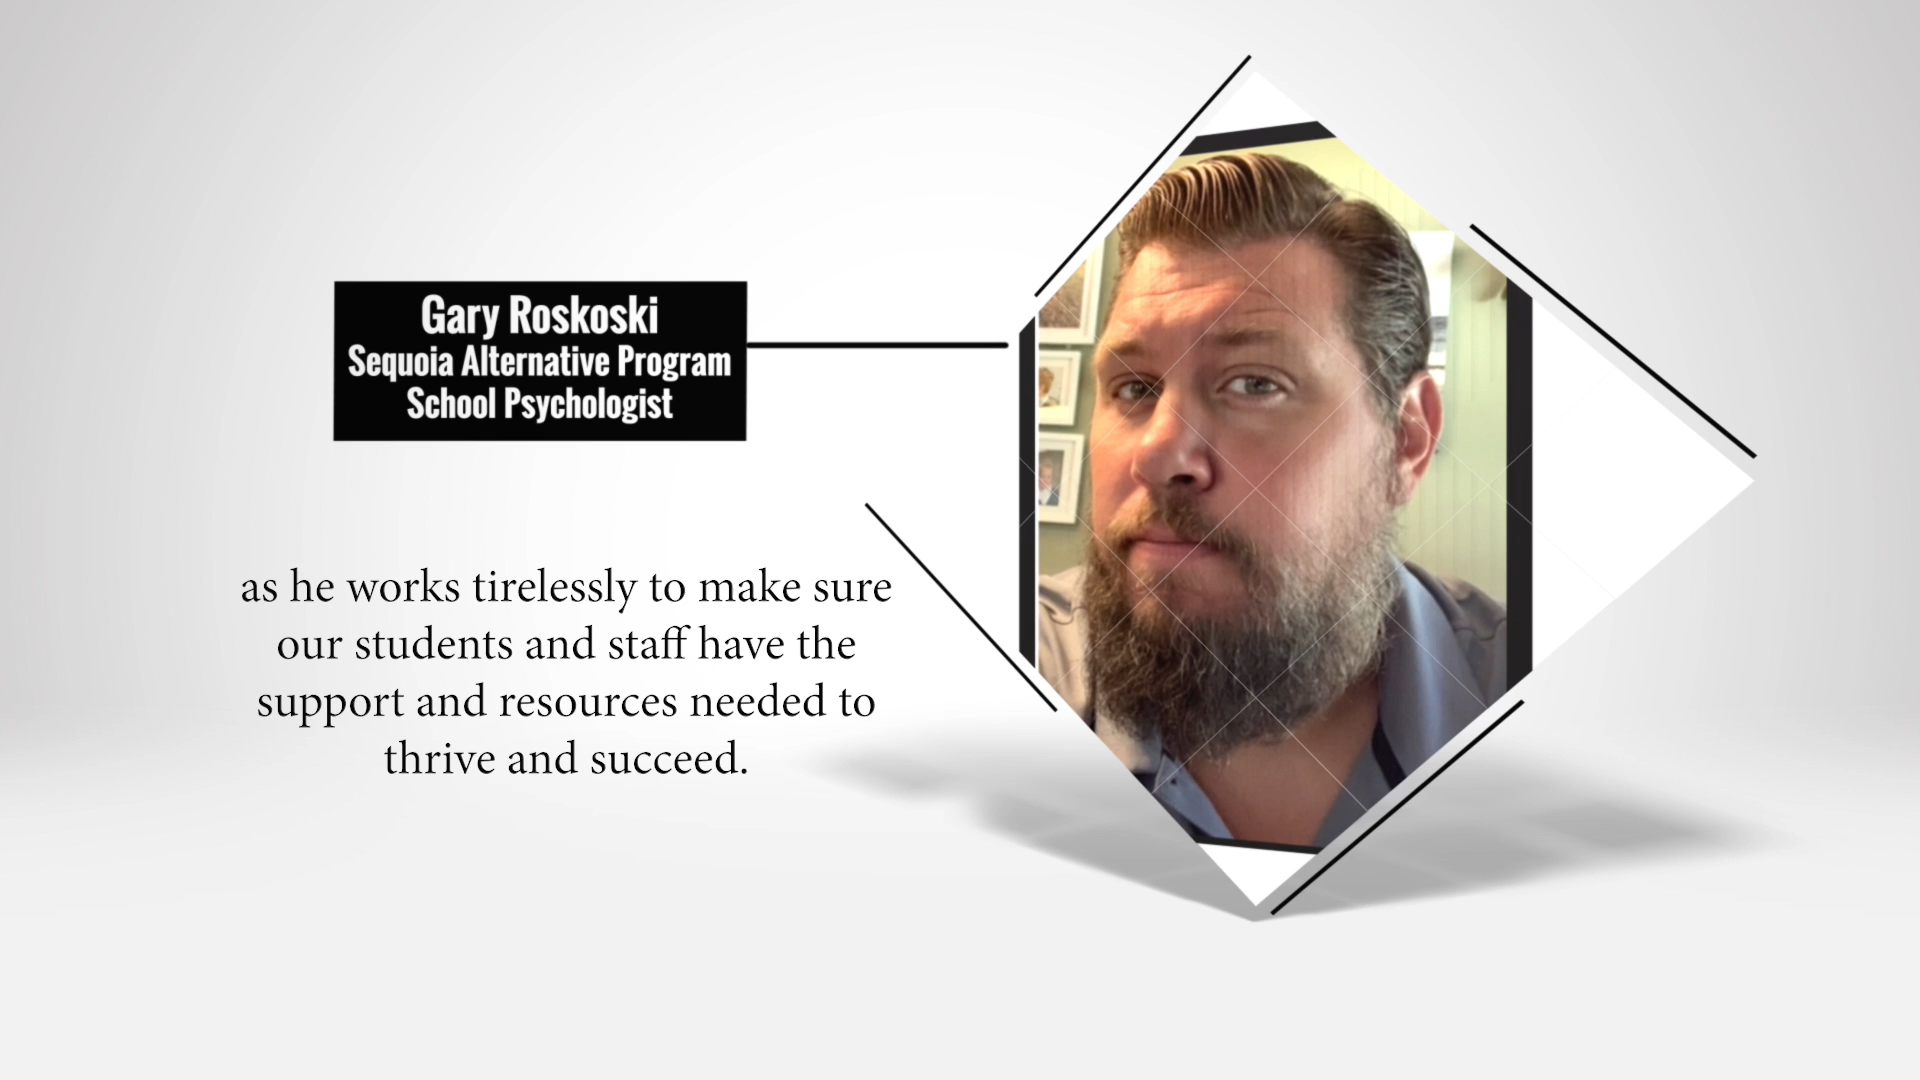 Gary Roskoski
Sequoia Alternative Program
School Psychologist
as he works tirelessly to make sure
our students and staff have the
support and resources needed to
thrive and succeed.